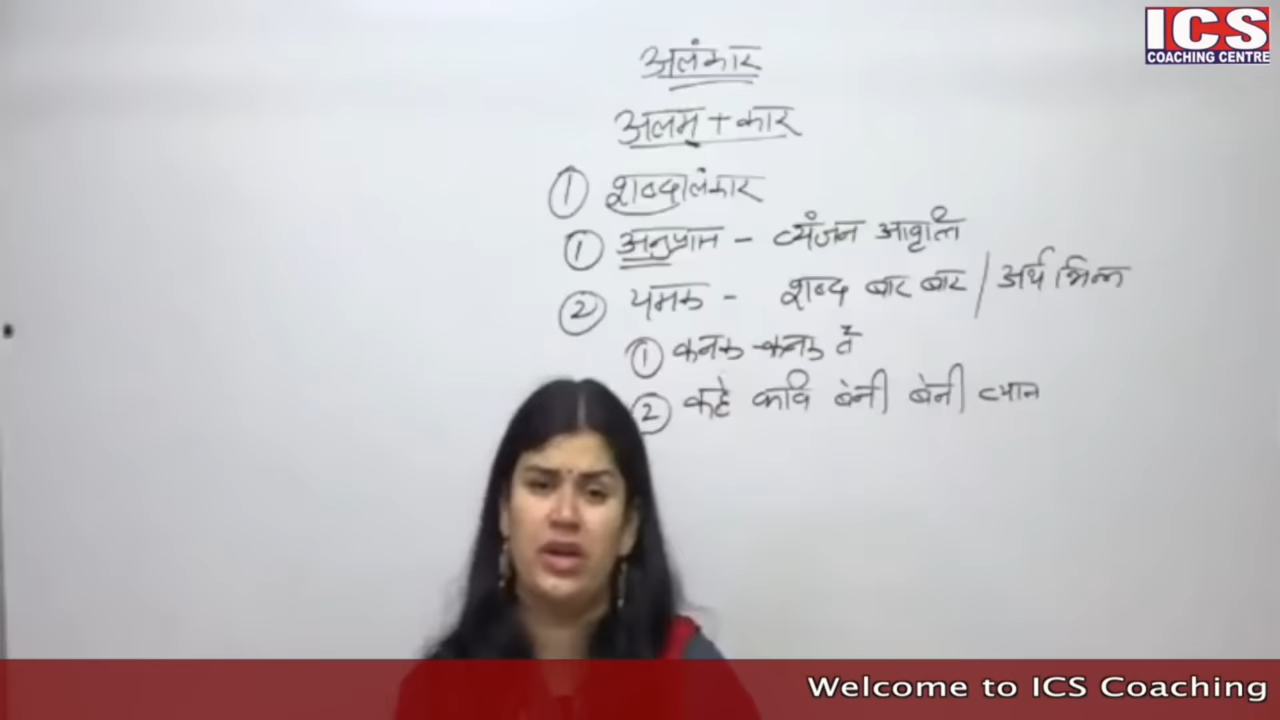 ICS
COACHING CENTRE
अलंकार
अलम् + कार
① शब्दालंकार
① अनुप्रास - व्यंजन आवृत्ति
② यमक - शब्द बार बार / अर्थ भिन्न
① कनक कनक ते
② कहे कवि बेनी बेनी ब्याल
Welcome to ICS Coaching